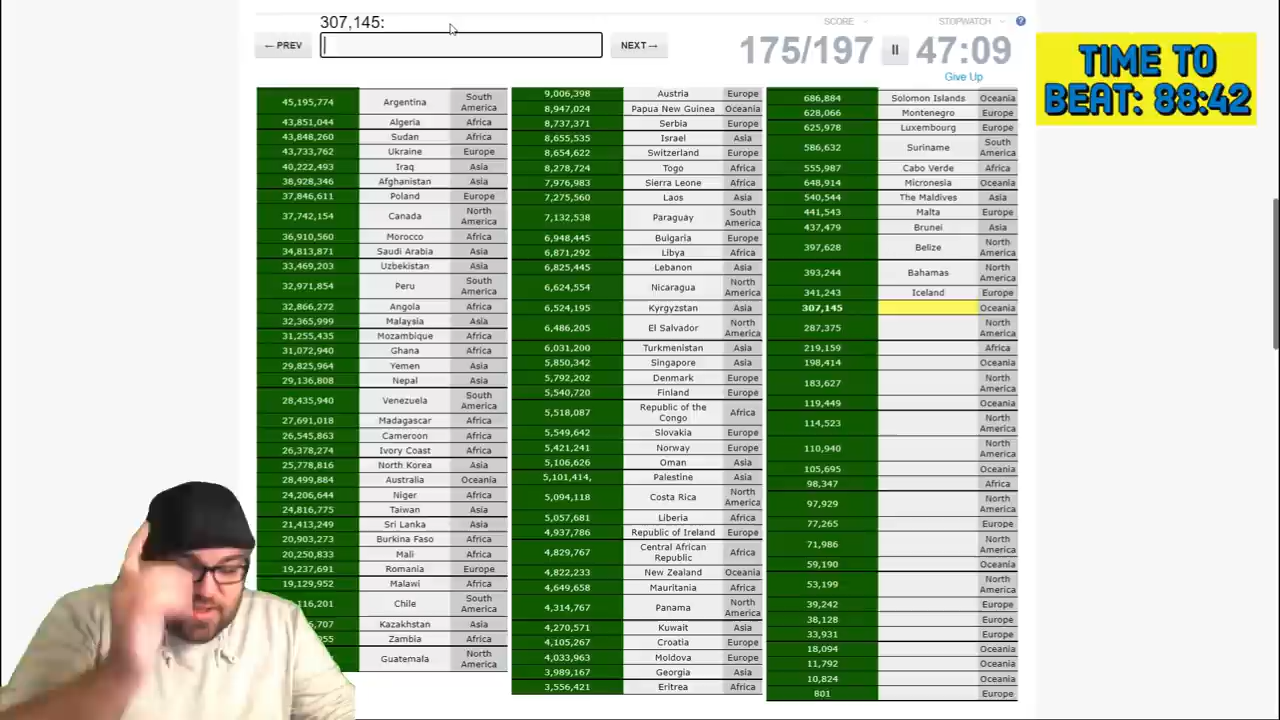 307,145:
SCORE
STOPWATCH
?
← PREV
NEXT →
175/197
47:09
Give Up
TIME TO
BEAT: 88:42
45,195,774 Argentina South America
43,851,044 Algeria Africa
43,848,260 Sudan Africa
43,733,762 Ukraine Europe
40,222,493 Iraq Asia
38,928,346 Afghanistan Asia
37,846,611 Poland Europe
37,742,154 Canada North America
36,910,560 Morocco Africa
34,813,871 Saudi Arabia Asia
33,469,203 Uzbekistan Asia
32,971,854 Peru South America
32,866,272 Angola Africa
32,365,999 Malaysia Asia
31,255,435 Mozambique Africa
31,072,940 Ghana Africa
29,825,964 Yemen Asia
29,136,808 Nepal Asia
28,435,940 Venezuela South America
27,691,018 Madagascar Africa
26,545,863 Cameroon Africa
26,378,274 Ivory Coast Africa
25,778,816 North Korea Asia
28,499,884 Australia Oceania
24,206,644 Niger Africa
24,816,775 Taiwan Asia
21,413,249 Sri Lanka Asia
20,903,273 Burkina Faso Africa
20,250,833 Mali Africa
19,237,691 Romania Europe
19,129,952 Malawi Africa
116,201 Chile South America
,707 Kazakhstan Asia
955 Zambia Africa
Guatemala North America
9,006,398 Austria Europe
8,947,024 Papua New Guinea Oceania
8,737,371 Serbia Europe
8,655,535 Israel Asia
8,654,622 Switzerland Europe
8,278,724 Togo Africa
7,976,983 Sierra Leone Africa
7,275,560 Laos Asia
7,132,538 Paraguay South America
6,948,445 Bulgaria Europe
6,871,292 Libya Africa
6,825,445 Lebanon Asia
6,624,554 Nicaragua North America
6,524,195 Kyrgyzstan Asia
6,486,205 El Salvador North America
6,031,200 Turkmenistan Asia
5,850,342 Singapore Asia
5,792,202 Denmark Europe
5,540,720 Finland Europe
5,518,087 Republic of the Congo Africa
5,549,642 Slovakia Europe
5,421,241 Norway Europe
5,106,626 Oman Asia
5,101,414, Palestine Asia
5,094,118 Costa Rica North America
5,057,681 Liberia Africa
4,937,786 Republic of Ireland Europe
4,829,767 Central African Republic Africa
4,822,233 New Zealand Oceania
4,649,658 Mauritania Africa
4,314,767 Panama North America
4,270,571 Kuwait Asia
4,105,267 Croatia Europe
4,033,963 Moldova Europe
3,989,167 Georgia Asia
3,556,421 Eritrea Africa
686,884 Solomon Islands Oceania
628,066 Montenegro Europe
625,978 Luxembourg Europe
586,632 Suriname South America
555,987 Cabo Verde Africa
648,914 Micronesia Oceania
540,544 The Maldives Asia
441,543 Malta Europe
437,479 Brunei Asia
397,628 Belize North America
393,244 Bahamas North America
341,243 Iceland Europe
307,145 Oceania
287,375 North America
219,159 Africa
198,414 Oceania
183,627 North America
119,449 Oceania
114,523 North America
110,940 North America
105,695 Oceania
98,347 Africa
97,929 North America
77,265 Europe
71,986 North America
59,190 Oceania
53,199 North America
39,242 Europe
38,128 Europe
33,931 Europe
18,094 Oceania
11,792 Oceania
10,824 Oceania
801 Europe